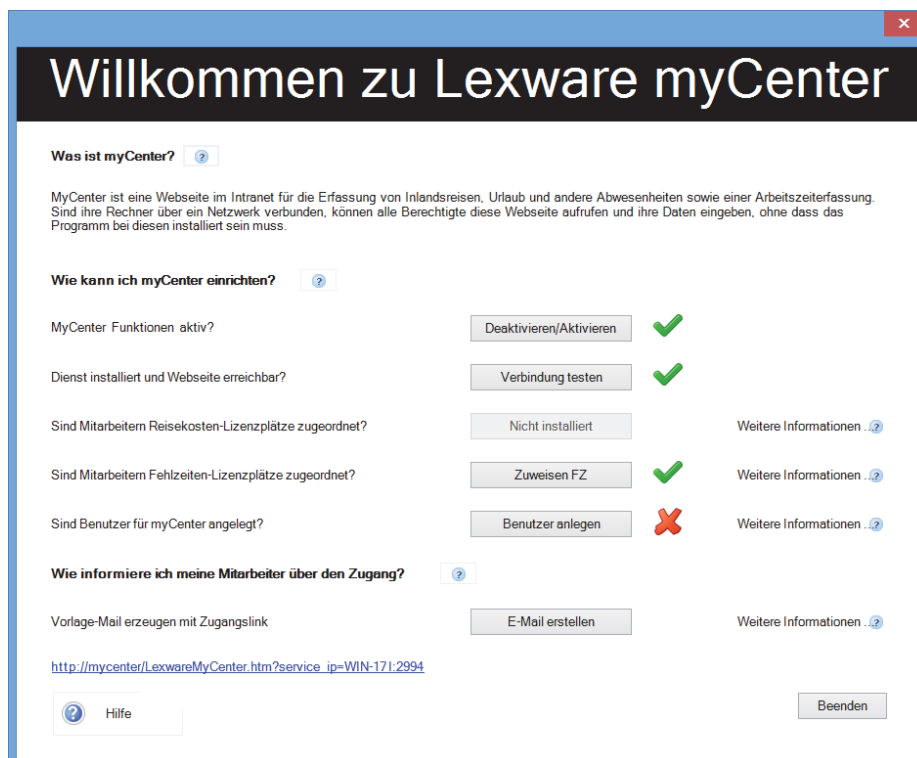 Willkommen zu Lexware myCenter
Was ist myCenter?
MyCenter ist eine Webseite im Intranet für die Erfassung von Inlandsreisen, Urlaub und andere Abwesenheiten sowie einer Arbeitszeiterfassung.
Sind ihre Rechner über ein Netzwerk verbunden, können alle Berechtigte diese Webseite aufrufen und ihre Daten eingeben, ohne dass das
Programm bei diesen installiert sein muss.
Wie kann ich myCenter einrichten?
MyCenter Funktionen aktiv? Deaktivieren/Aktivieren
Dienst installiert und Webseite erreichbar? Verbindung testen
Sind Mitarbeitern Reisekosten-Lizenzplätze zugeordnet? Nicht installiert Weitere Informationen ...
Sind Mitarbeitern Fehlzeiten-Lizenzplätze zugeordnet? Zuweisen FZ Weitere Informationen ...
Sind Benutzer für myCenter angelegt? Benutzer anlegen Weitere Informationen ...
Wie informiere ich meine Mitarbeiter über den Zugang?
Vorlage-Mail erzeugen mit Zugangslink E-Mail erstellen Weitere Informationen ...
http://mycenter/LexwareMyCenter.htm?service_ip=WIN-17I:2994
Hilfe
Beenden